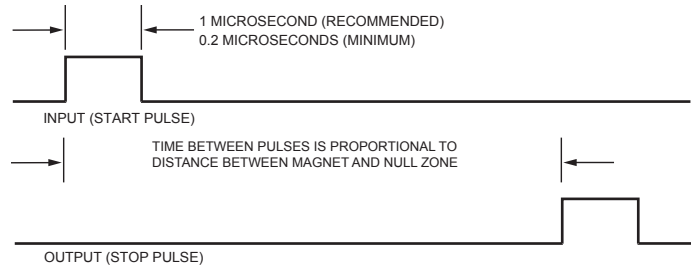 1 MICROSECOND (RECOMMENDED)
0.2 MICROSECONDS (MINIMUM)
INPUT (START PULSE)
TIME BETWEEN PULSES IS PROPORTIONAL TO
DISTANCE BETWEEN MAGNET AND NULL ZONE
OUTPUT (STOP PULSE)